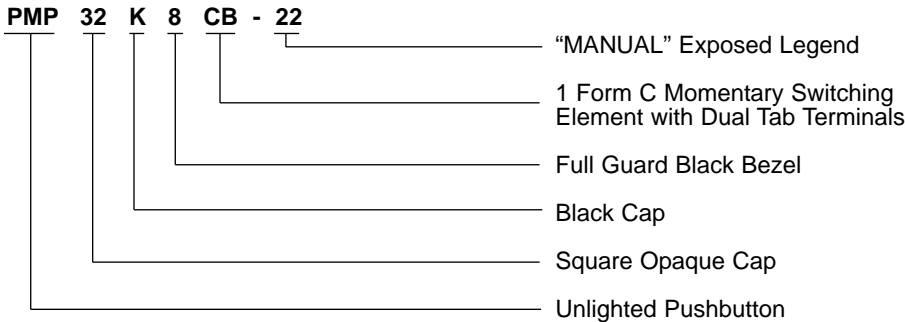 PMP 32 K 8 CB - 22
“MANUAL” Exposed Legend
1 Form C Momentary Switching
Element with Dual Tab Terminals
Full Guard Black Bezel
Black Cap
Square Opaque Cap
Unlighted Pushbutton